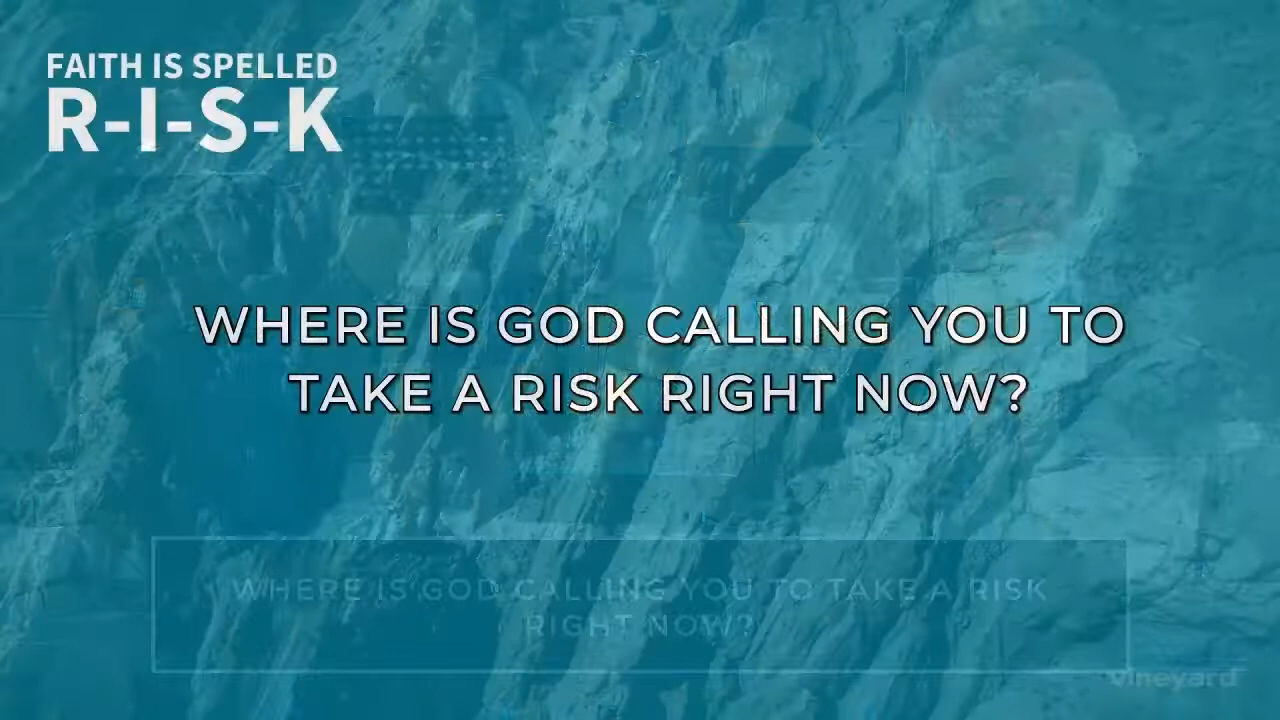 FAITH IS SPELLED
R-I-S-K
WHERE IS GOD CALLING YOU TO
TAKE A RISK RIGHT NOW?
WHERE IS GOD CALLING YOU TO TAKE A RISK
RIGHT NOW?
vineyard